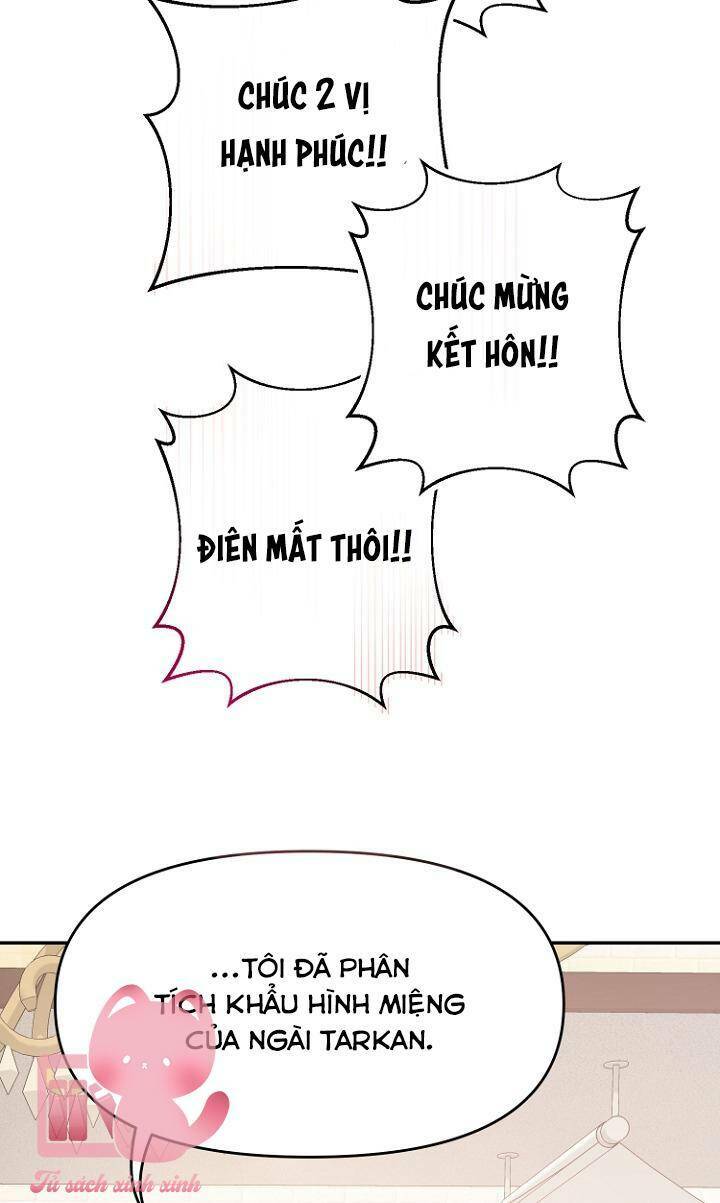 CHÚC 2 VỊ
HẠNH PHÚC!!
CHÚC MỪNG
KẾT HÔN!!
ĐIÊN MẤT THÔI!!
...TÔI ĐÃ PHÂN
TÍCH KHẨU HÌNH MIỆNG
CỦA NGÀI TARKAN.
Tủ sách xinh xinh